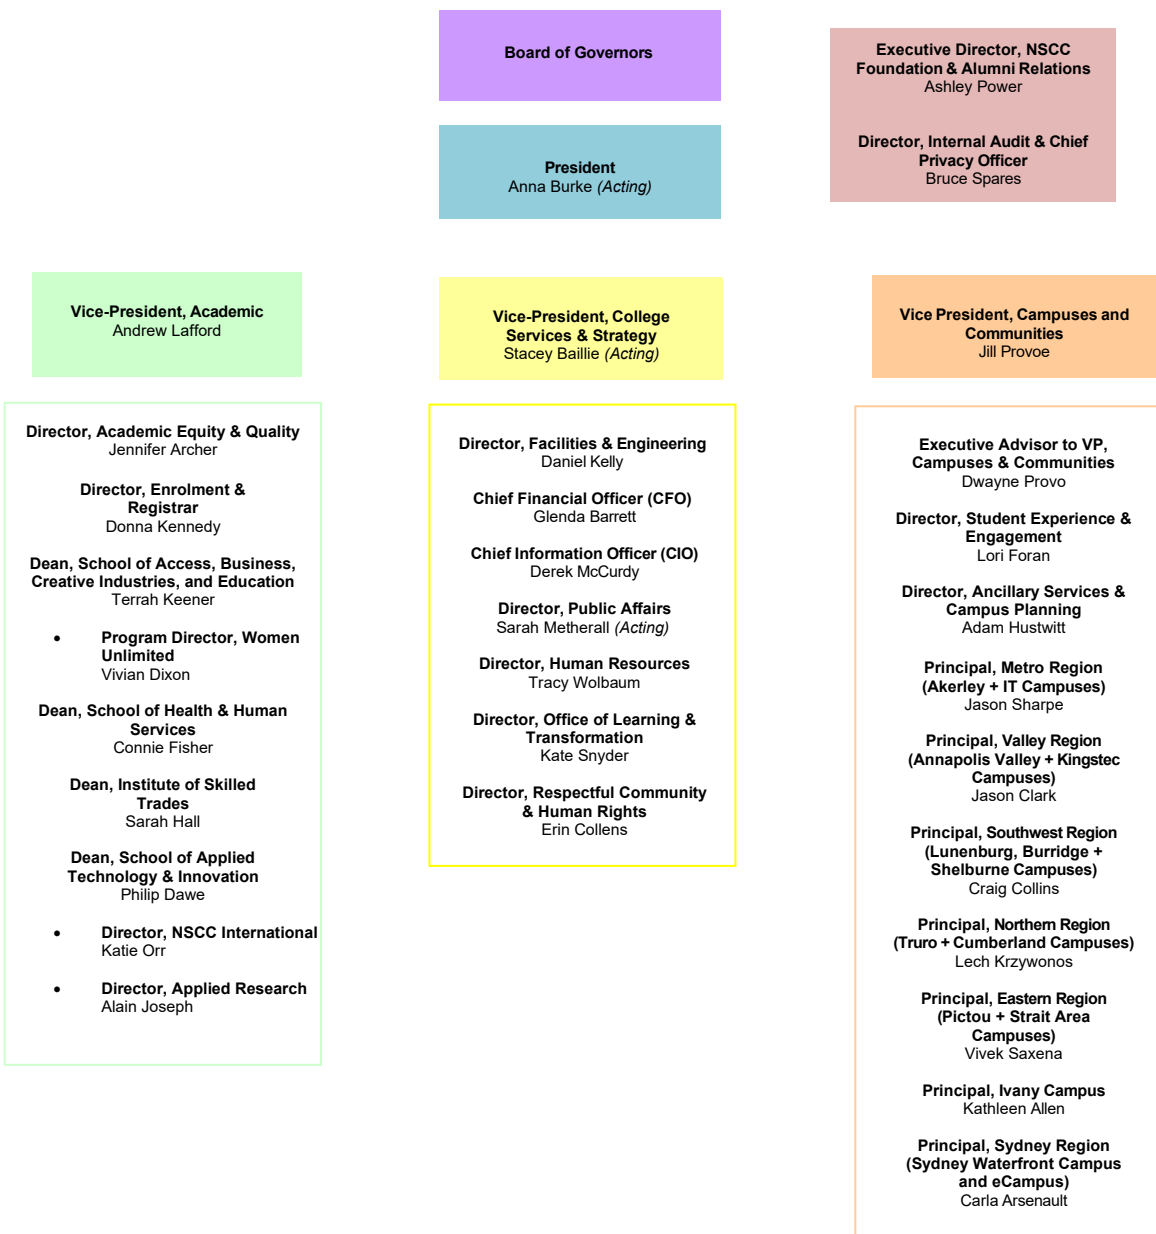 Board of Governors
Executive Director, NSCC
Foundation & Alumni Relations
Ashley Power
Director, Internal Audit & Chief
Privacy Officer
Bruce Spares
President
Anna Burke (Acting)
Vice-President, Academic
Andrew Lafford
Vice-President, College
Services & Strategy
Stacey Baillie (Acting)
Vice President, Campuses and
Communities
Jill Provoe
Director, Academic Equity & Quality
Jennifer Archer
Director, Enrolment &
Registrar
Donna Kennedy
Dean, School of Access, Business,
Creative Industries, and Education
Terrah Keener
• Program Director, Women
Unlimited
Vivian Dixon
Dean, School of Health & Human
Services
Connie Fisher
Dean, Institute of Skilled
Trades
Sarah Hall
Dean, School of Applied
Technology & Innovation
Philip Dawe
• Director, NSCC International
Katie Orr
• Director, Applied Research
Alain Joseph
Director, Facilities & Engineering
Daniel Kelly
Chief Financial Officer (CFO)
Glenda Barrett
Chief Information Officer (CIO)
Derek McCurdy
Director, Public Affairs
Sarah Metherall (Acting)
Director, Human Resources
Tracy Wolbaum
Director, Office of Learning &
Transformation
Kate Snyder
Director, Respectful Community
& Human Rights
Erin Collens
Executive Advisor to VP,
Campuses & Communities
Dwayne Provo
Director, Student Experience &
Engagement
Lori Foran
Director, Ancillary Services &
Campus Planning
Adam Hustwitt
Principal, Metro Region
(Akerley + IT Campuses)
Jason Sharpe
Principal, Valley Region
(Annapolis Valley + Kingstec
Campuses)
Jason Clark
Principal, Southwest Region
(Lunenburg, Burridge +
Shelburne Campuses)
Craig Collins
Principal, Northern Region
(Truro + Cumberland Campuses)
Lech Krzywonos
Principal, Eastern Region
(Pictou + Strait Area
Campuses)
Vivek Saxena
Principal, Ivany Campus
Kathleen Allen
Principal, Sydney Region
(Sydney Waterfront Campus
and eCampus)
Carla Arsenault